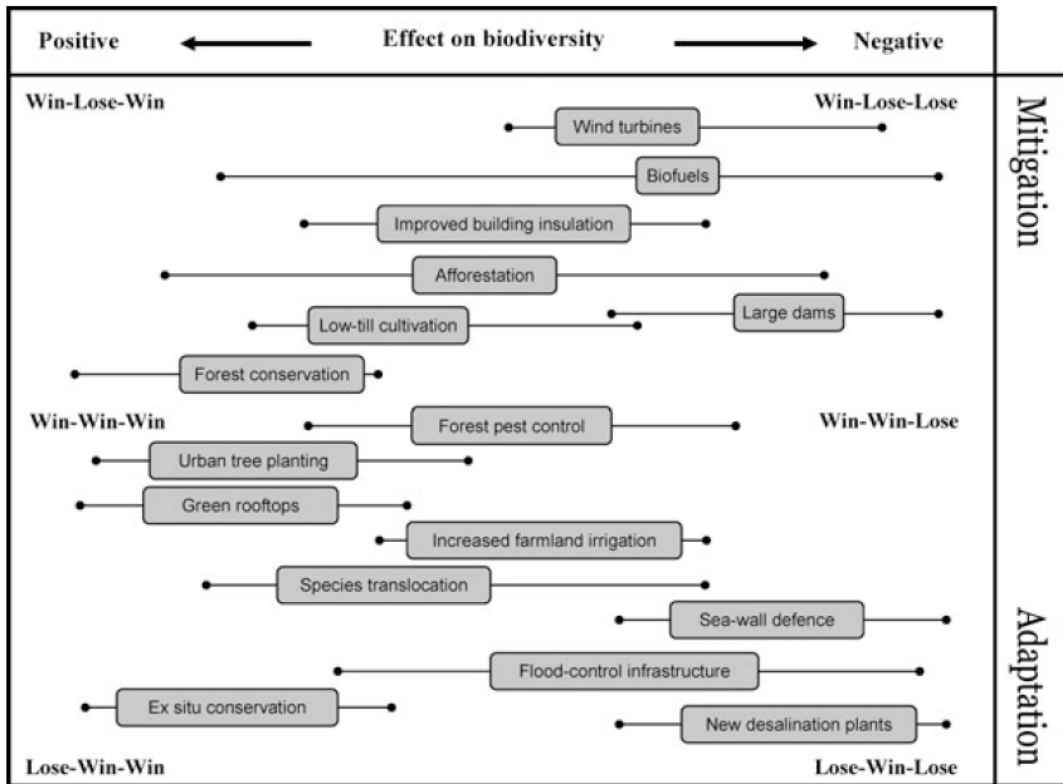 Positive Effect on biodiversity Negative
Win-Lose-Win Win-Lose-Lose
Mitigation
Wind turbines
Biofuels
Improved building insulation
Afforestation
Large dams
Low-till cultivation
Forest conservation
Win-Win-Win Forest pest control Win-Win-Lose
Urban tree planting
Green rooftops
Increased farmland irrigation
Species translocation
Adaptation
Sea-wall defence
Flood-control infrastructure
Ex situ conservation
New desalination plants
Lose-Win-Win Lose-Win-Lose